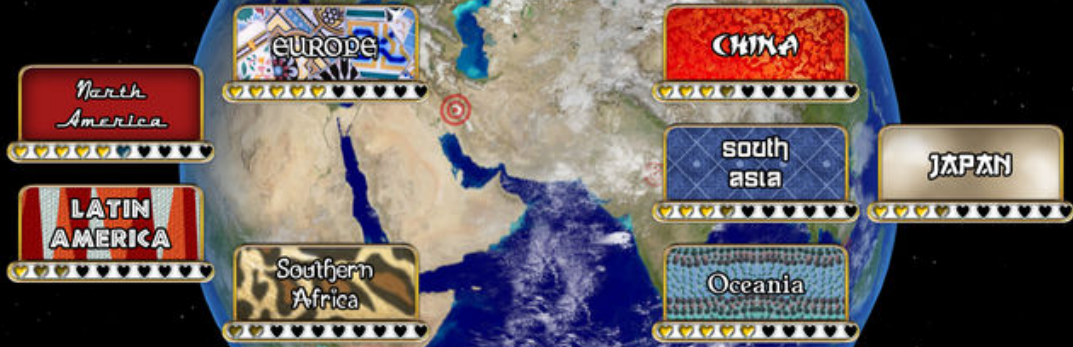 EUROPE
CHINA
North
America
south
asia
JAPAN
LATIN
AMERICA
Southern
Africa
Oceania